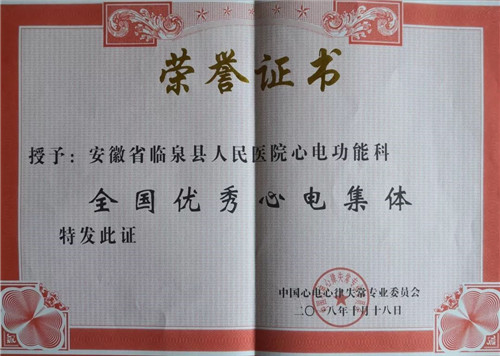 荣誉证书
授予：安徽省临泉县人民医院心电功能科
全国优秀心电集体
特发此证
中国心电心律失常专业委员会
二〇一八年十月十八日